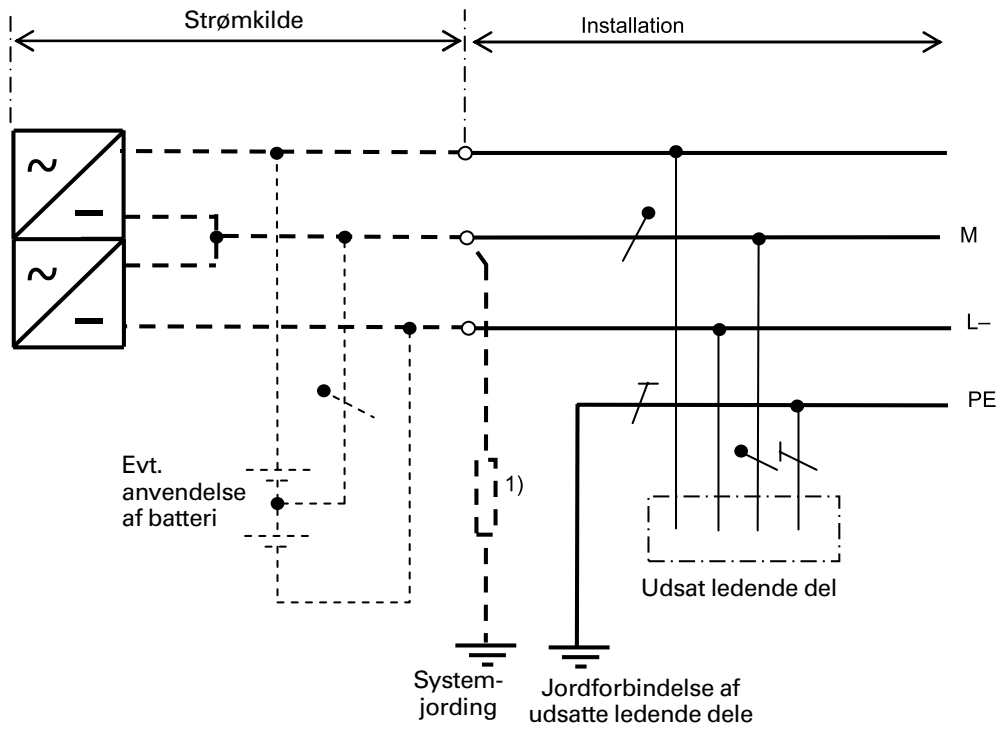 Strømkilde
Installation
M
L–
PE
Evt.
anvendelse
af batteri
1)
Udsat ledende del
System-
jording
Jordforbindelse af
udsatte ledende dele